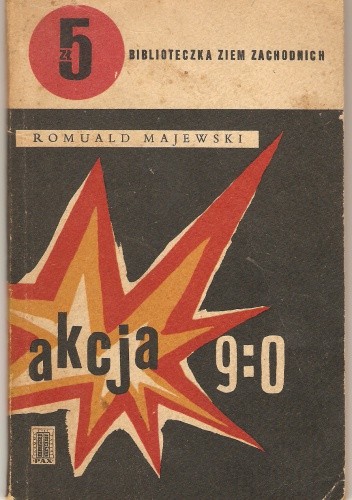 5
ZŁ
BIBLIOTECZKA ZIEM ZACHODNICH
ROMUALD MAJEWSKI
akcja 9:0
PAX